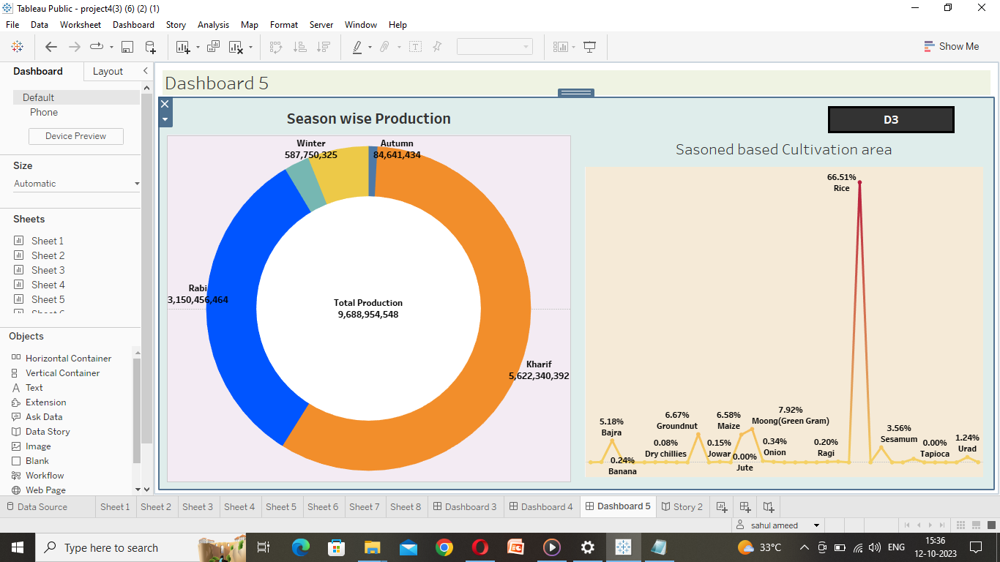 Tableau Public - project4(3) (6) (2) (1)
File Data Worksheet Dashboard Story Analysis Map Format Server Window Help
Show Me
Dashboard Layout
Default
Phone
Device Preview
Size
Automatic
Sheets
Sheet 1
Sheet 2
Sheet 3
Sheet 4
Sheet 5
Objects
Horizontal Container
Vertical Container
Text
Extension
Ask Data
Data Story
Image
Blank
Workflow
Web Page
Dashboard 5
Season wise Production
Winter
587,750,325
Autumn
84,641,434
Rabi
3,150,456,464
Total Production
9,688,954,548
Kharif
5,622,340,392
D3
Sasoned based Cultivation area
66.51%
Rice
5.18%
Bajra
0.24%
Banana
6.67%
Groundnut
0.08%
Dry chillies
6.58%
Maize
0.15%
Jowar
0.00%
Jute
7.92%
Moong(Green Gram)
0.34%
Onion
0.20%
Ragi
3.56%
Sesamum
0.00%
Tapioca
1.24%
Urad
Data Source Sheet 1 Sheet 2 Sheet 3 Sheet 4 Sheet 5 Sheet 6 Sheet 7 Sheet 8 Dashboard 3 Dashboard 4 Dashboard 5 Story 2
sahul ameed
Type here to search
33°C
ENG
15:36
12-10-2023